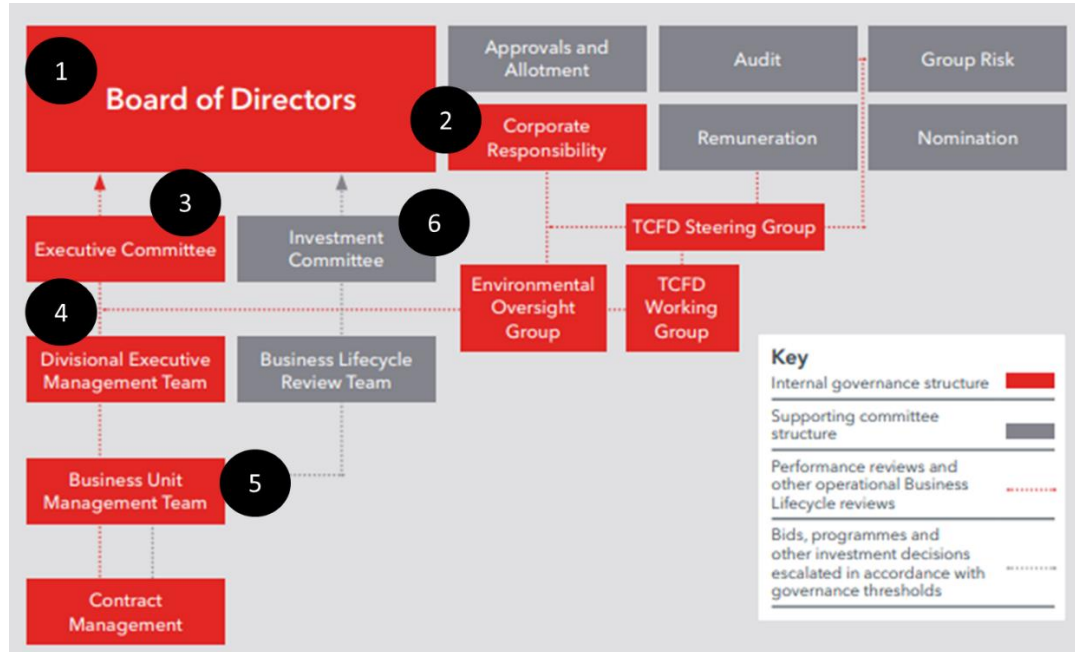 1
Board of Directors
Approvals and
Allotment
Audit
Group Risk
2
Corporate
Responsibility
Remuneration
Nomination
3
Executive Committee
Investment
Committee
6
TCFD Steering Group
Environmental
Oversight
Group
TCFD
Working
Group
4
Divisional Executive
Management Team
Business Lifecycle
Review Team
Business Unit
Management Team
5
Contract
Management
Key
Internal governance structure
Supporting committee
structure
Performance reviews and
other operational Business
Lifecycle reviews
Bids, programmes and
other investment decisions
escalated in accordance with
governance thresholds